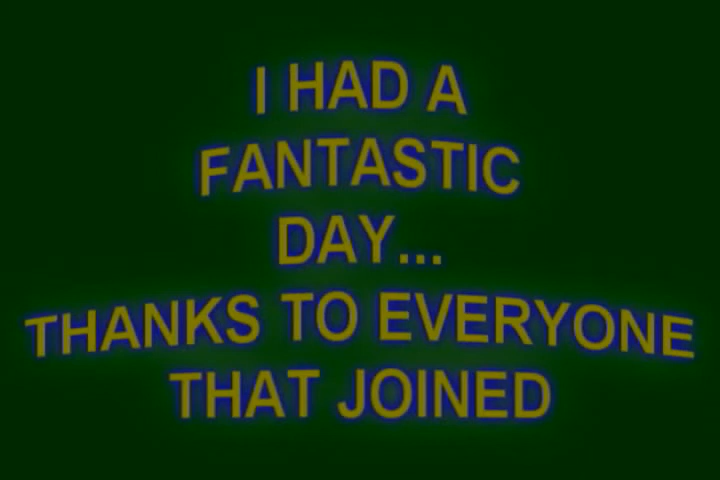 I HAD A
FANTASTIC
DAY...
THANKS TO EVERYONE
THAT JOINED